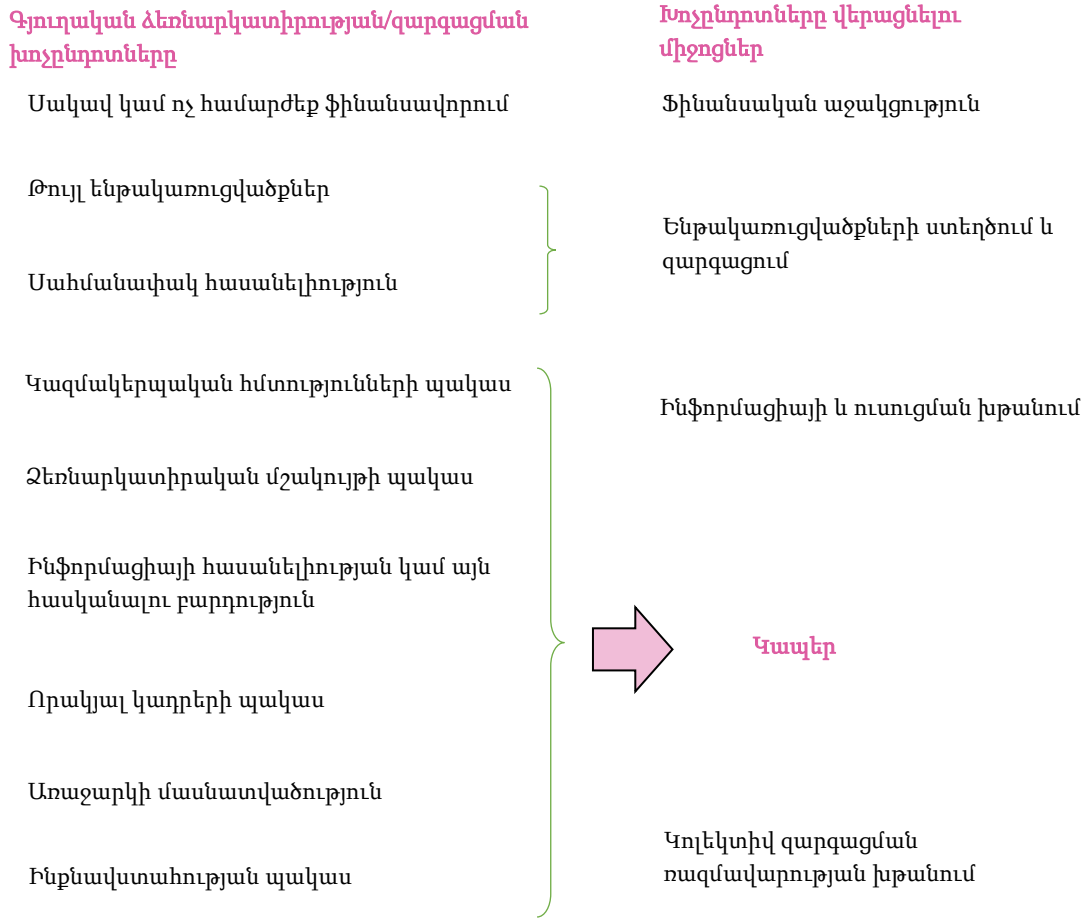 Գյուղական ձեռնարկատիրության/զարգացման
խոչընդոտները
Խոչընդոտները վերացնելու
միջոցներ
Սակավ կամ ոչ համարժեք ֆինանսավորում
Ֆինանսական աջակցություն
Թույլ ենթակառուցվածքներ
Ենթակառուցվածքների ստեղծում և
զարգացում
Սահմանափակ հասանելիություն
Կազմակերպական հմտությունների պակաս
Ինֆորմացիայի և ուսուցման խթանում
Ձեռնարկատիրական մշակույթի պակաս
Ինֆորմացիայի հասանելիության կամ այն
հասկանալու բարդություն
Կապեր
Որակյալ կադրերի պակաս
Առաջարկի մասնատվածություն
Կոլեկտիվ զարգացման
ռազմավարության խթանում
Ինքնավստահության պակաս